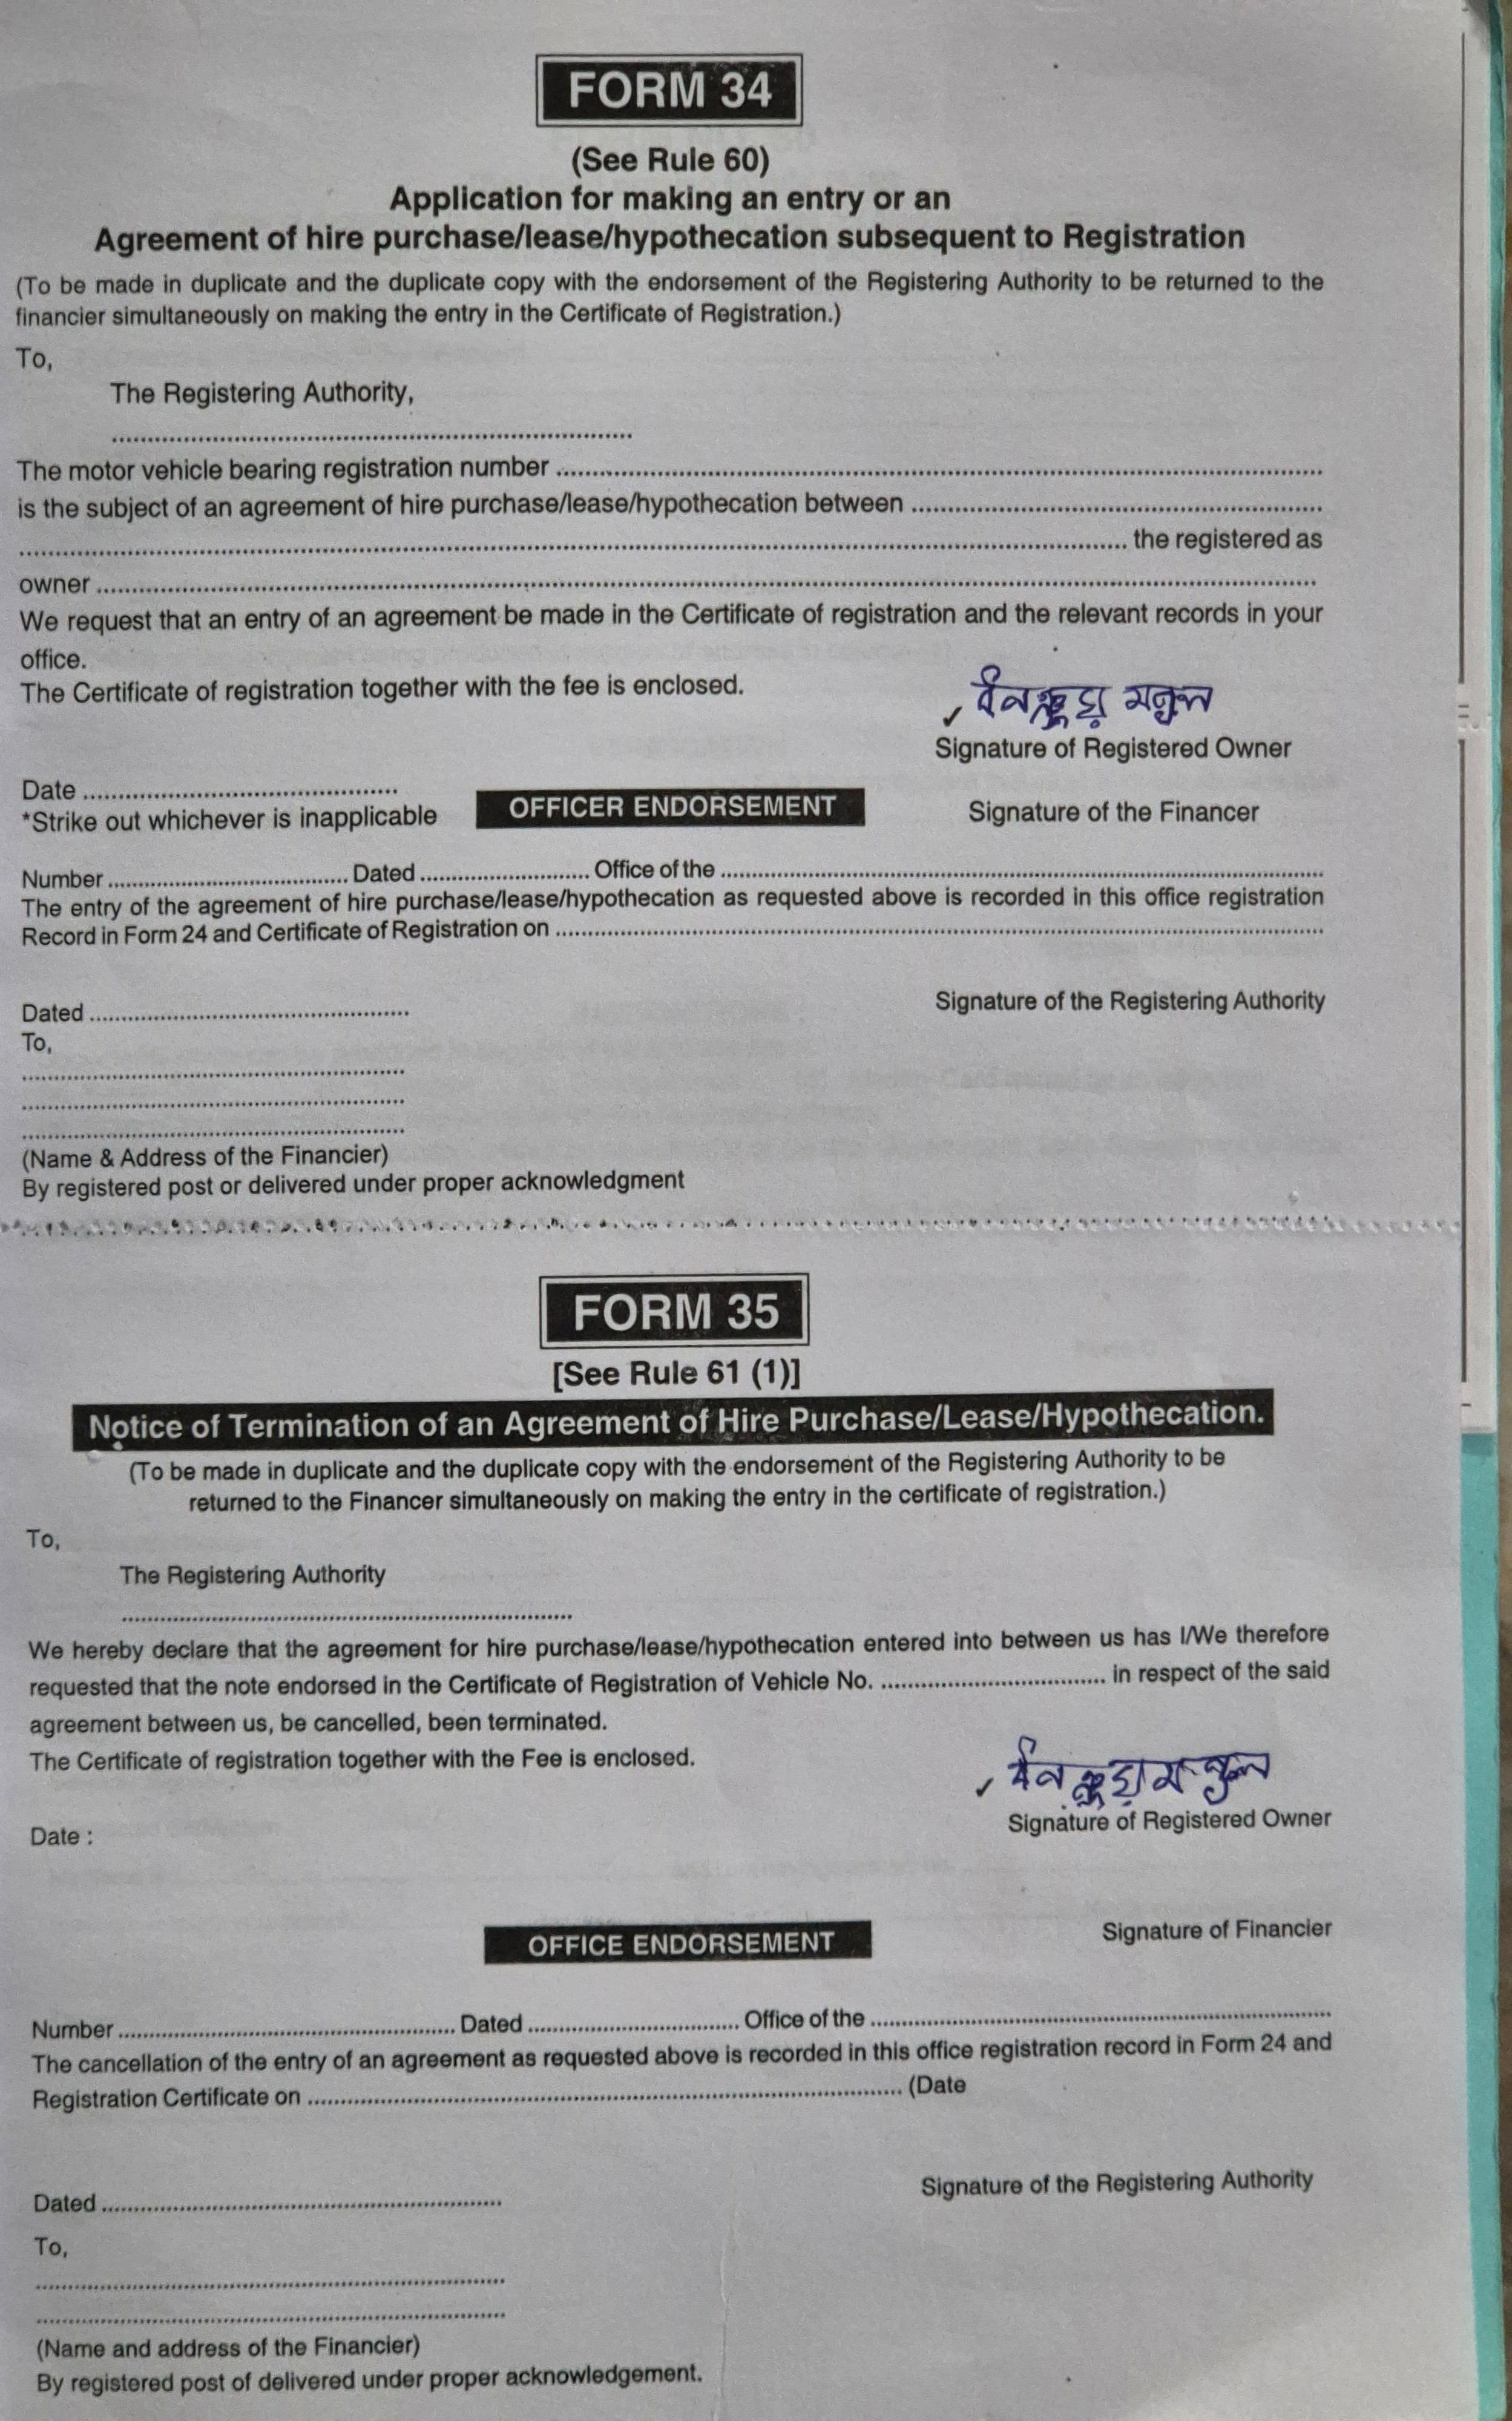 FORM 34
(See Rule 60)
Application for making an entry or an
Agreement of hire purchase/lease/hypothecation subsequent to Registration
(To be made in duplicate and the duplicate copy with the endorsement of the Registering Authority to be returned to the
financier simultaneously on making the entry in the Certificate of Registration.)
To,
The Registering Authority,
..........................................................................
The motor vehicle bearing registration number ..........................................................................
is the subject of an agreement of hire purchase/lease/hypothecation between ..........................................................
.......................................................................................................... the registered as
owner ..........................................................................................................
We request that an entry of an agreement be made in the Certificate of registration and the relevant records in your
office.
The Certificate of registration together with the fee is enclosed.
মন্ডল
Signature of Registered Owner
Date ............................................
*Strike out whichever is inapplicable OFFICER ENDORSEMENT Signature of the Financer
Number .................................. Dated ........................ Office of the ..........................................................................
The entry of the agreement of hire purchase/lease/hypothecation as requested above is recorded in this office registration
Record in Form 24 and Certificate of Registration on ..........................................................................
Dated ............................................. Signature of the Registering Authority
To,
......................................................
......................................................
......................................................
(Name & Address of the Financier)
By registered post or delivered under proper acknowledgment
FORM 35
[See Rule 61 (1)]
Notice of Termination of an Agreement of Hire Purchase/Lease/Hypothecation.
(To be made in duplicate and the duplicate copy with the endorsement of the Registering Authority to be
returned to the Financer simultaneously on making the entry in the certificate of registration.)
To,
The Registering Authority
................................................................
We hereby declare that the agreement for hire purchase/lease/hypothecation entered into between us has I/We therefore
requested that the note endorsed in the Certificate of Registration of Vehicle No. ................................ in respect of the said
agreement between us, be cancelled, been terminated.
The Certificate of registration together with the Fee is enclosed.
মন্ডল
Signature of Registered Owner
Date :
Signature of Financier
OFFICE ENDORSEMENT
Number ................................................ Dated .............................. Office of the ..................................................................
The cancellation of the entry of an agreement as requested above is recorded in this office registration record in Form 24 and
Registration Certificate on .................................................................................... (Date
Signature of the Registering Authority
Dated .........................................................
To,
...................................................................
...................................................................
(Name and address of the Financier)
By registered post of delivered under proper acknowledgement.